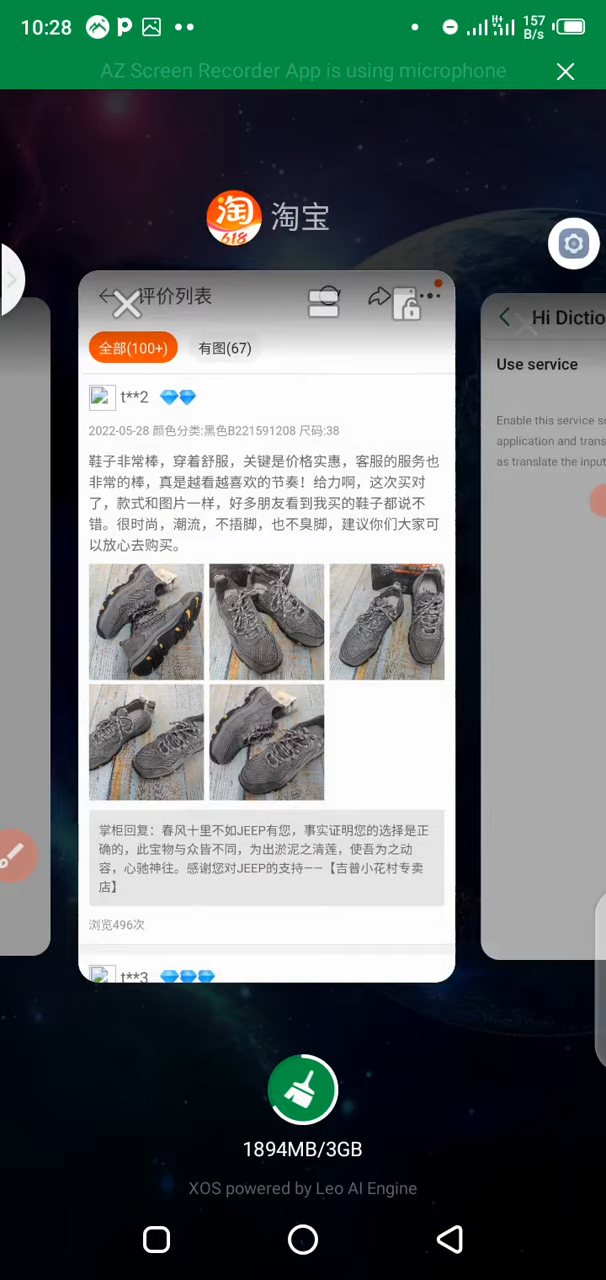 10:28
157
B/s
AZ Screen Recorder App is using microphone
淘
618
淘宝
评价列表
全部(100+)
有图(67)
t**2
2022-05-28 颜色分类:黑色B221591208 尺码:38
鞋子非常棒，穿着舒服，关键是价格实惠，客服的服务也
非常的棒，真是越看越喜欢的节奏！给力啊，这次买对
了，款式和图片一样，好多朋友看到我买的鞋子都说不
错。很时尚，潮流，不捂脚，也不臭脚，建议你们大家可
以放心去购买。
掌柜回复：春风十里不如JEEP有您，事实证明您的选择是正
确的，此宝物与众皆不同，为出淤泥之清莲，使吾为之动
容，心驰神往。感谢您对JEEP的支持——【吉普小花村专卖
店】
浏览496次
t**3
Hi Dictio
Use service
Enable this service so
application and trans
as translate the input
1894MB/3GB
XOS powered by Leo AI Engine